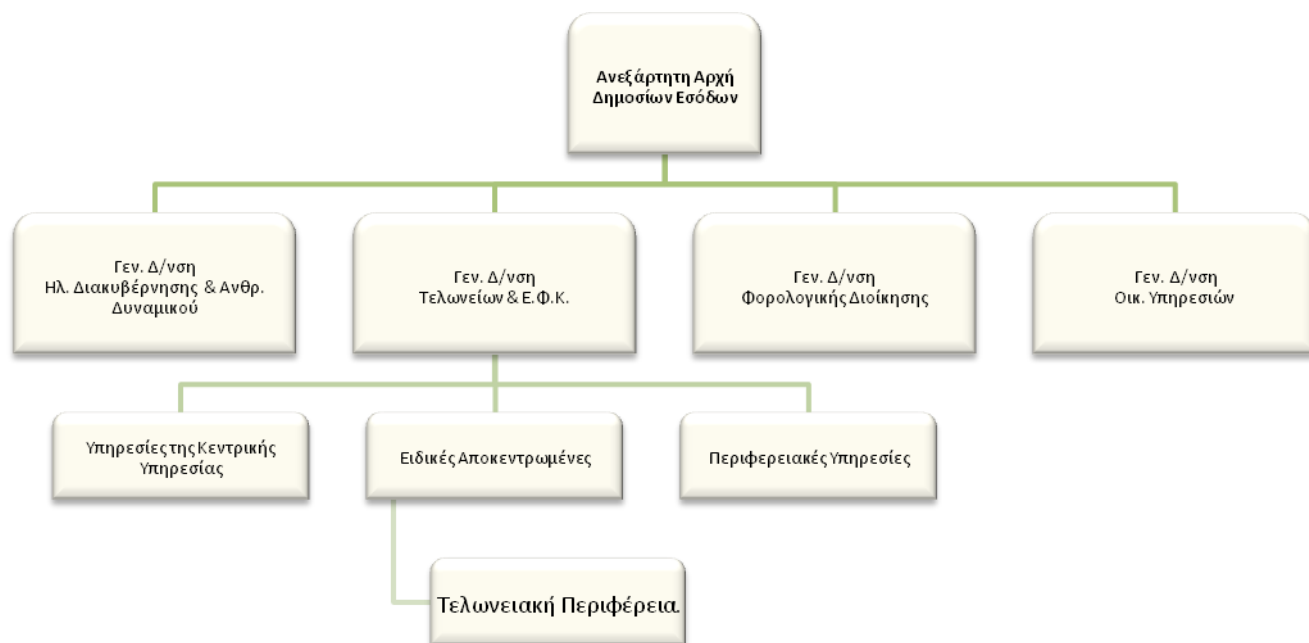 Ανεξάρτητη Αρχή
Δημοσίων Εσόδων
Γεν. Δ/νση
Ηλ. Διακυβέρνησης & Ανθρ.
Δυναμικού
Γεν. Δ/νση
Τελωνείων & Ε.Φ.Κ.
Γεν. Δ/νση
Φορολογικής Διοίκησης
Γεν. Δ/νση
Οικ. Υπηρεσιών
Υπηρεσίες της Κεντρικής
Υπηρεσίας
Ειδικές Αποκεντρωμένες
Περιφερειακές Υπηρεσίες
Τελωνειακή Περιφέρεια.